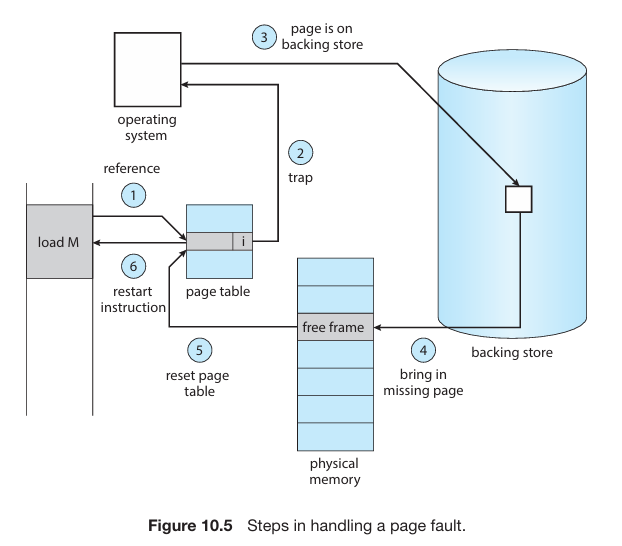 3
page is on
backing store
operating
system
2
trap
reference
1
load M
i
6
restart
instruction
page table
free frame
5
reset page
table
4
bring in
missing page
backing store
physical
memory
Figure 10.5 Steps in handling a page fault.